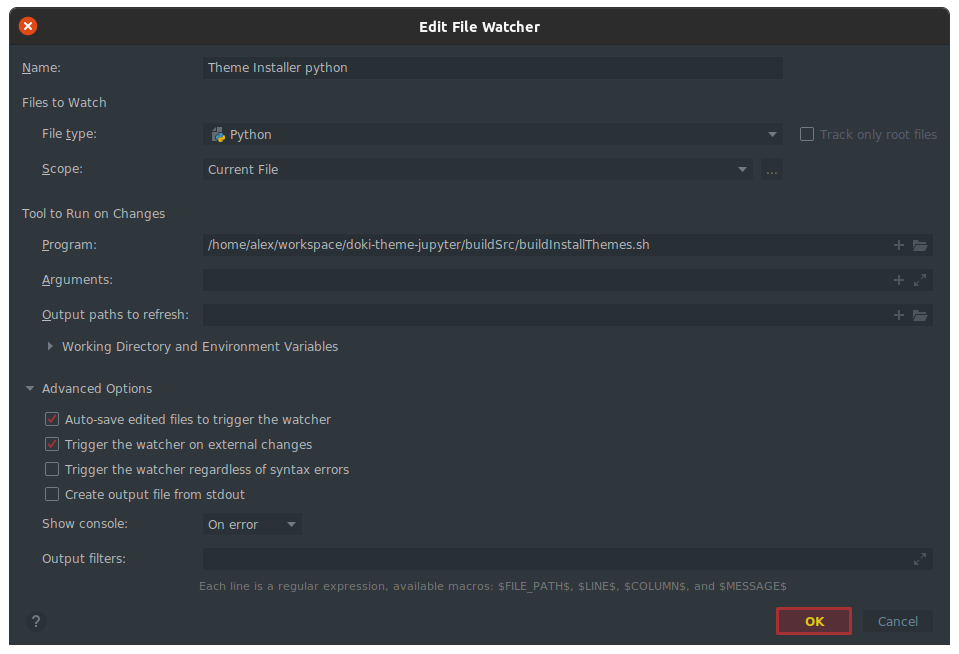 Edit File Watcher
Name: Theme Installer python
Files to Watch
File type: Python Track only root files
Scope: Current File ...
Tool to Run on Changes
Program: /home/alex/workspace/doki-theme-jupyter/buildSrc/buildInstallThemes.sh
Arguments:
Output paths to refresh:
Working Directory and Environment Variables
Advanced Options
Auto-save edited files to trigger the watcher
Trigger the watcher on external changes
Trigger the watcher regardless of syntax errors
Create output file from stdout
Show console: On error
Output filters:
Each line is a regular expression, available macros: $FILE_PATH$, $LINE$, $COLUMN$, and $MESSAGE$
? OK Cancel